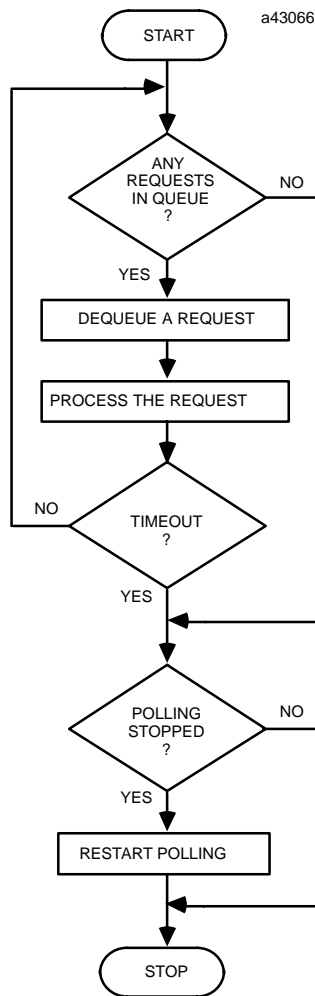 START
a43066
ANY
REQUESTS
IN QUEUE
?
NO
YES
DEQUEUE A REQUEST
PROCESS THE REQUEST
NO
TIMEOUT
?
YES
POLLING
STOPPED
?
NO
YES
RESTART POLLING
STOP